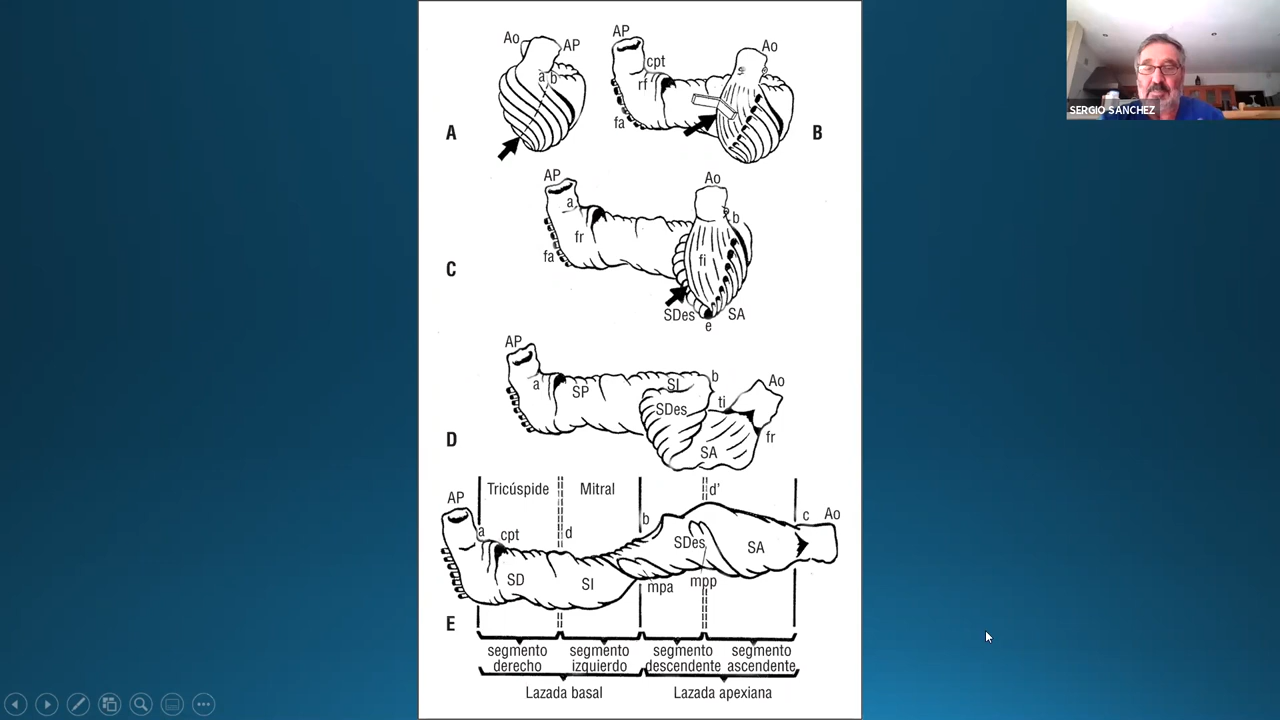 Ao
AP
a b
A
AP
cpt
rf
fa
Ao
B
AP
a
fr
fa
Ao
b
fi
C
SDes
SA
e
AP
a
SP
SI
b
Ao
SDes
ti
SA
fr
D
Tricúspide
Mitral
d'
AP
a
cpt
d
b
c
Ao
SDes
SA
SD
SI
mpa
mpp
E
segmento derecho
segmento izquierdo
segmento descendente
segmento ascendente
Lazada basal
Lazada apexiana
SERGIO SANCHEZ